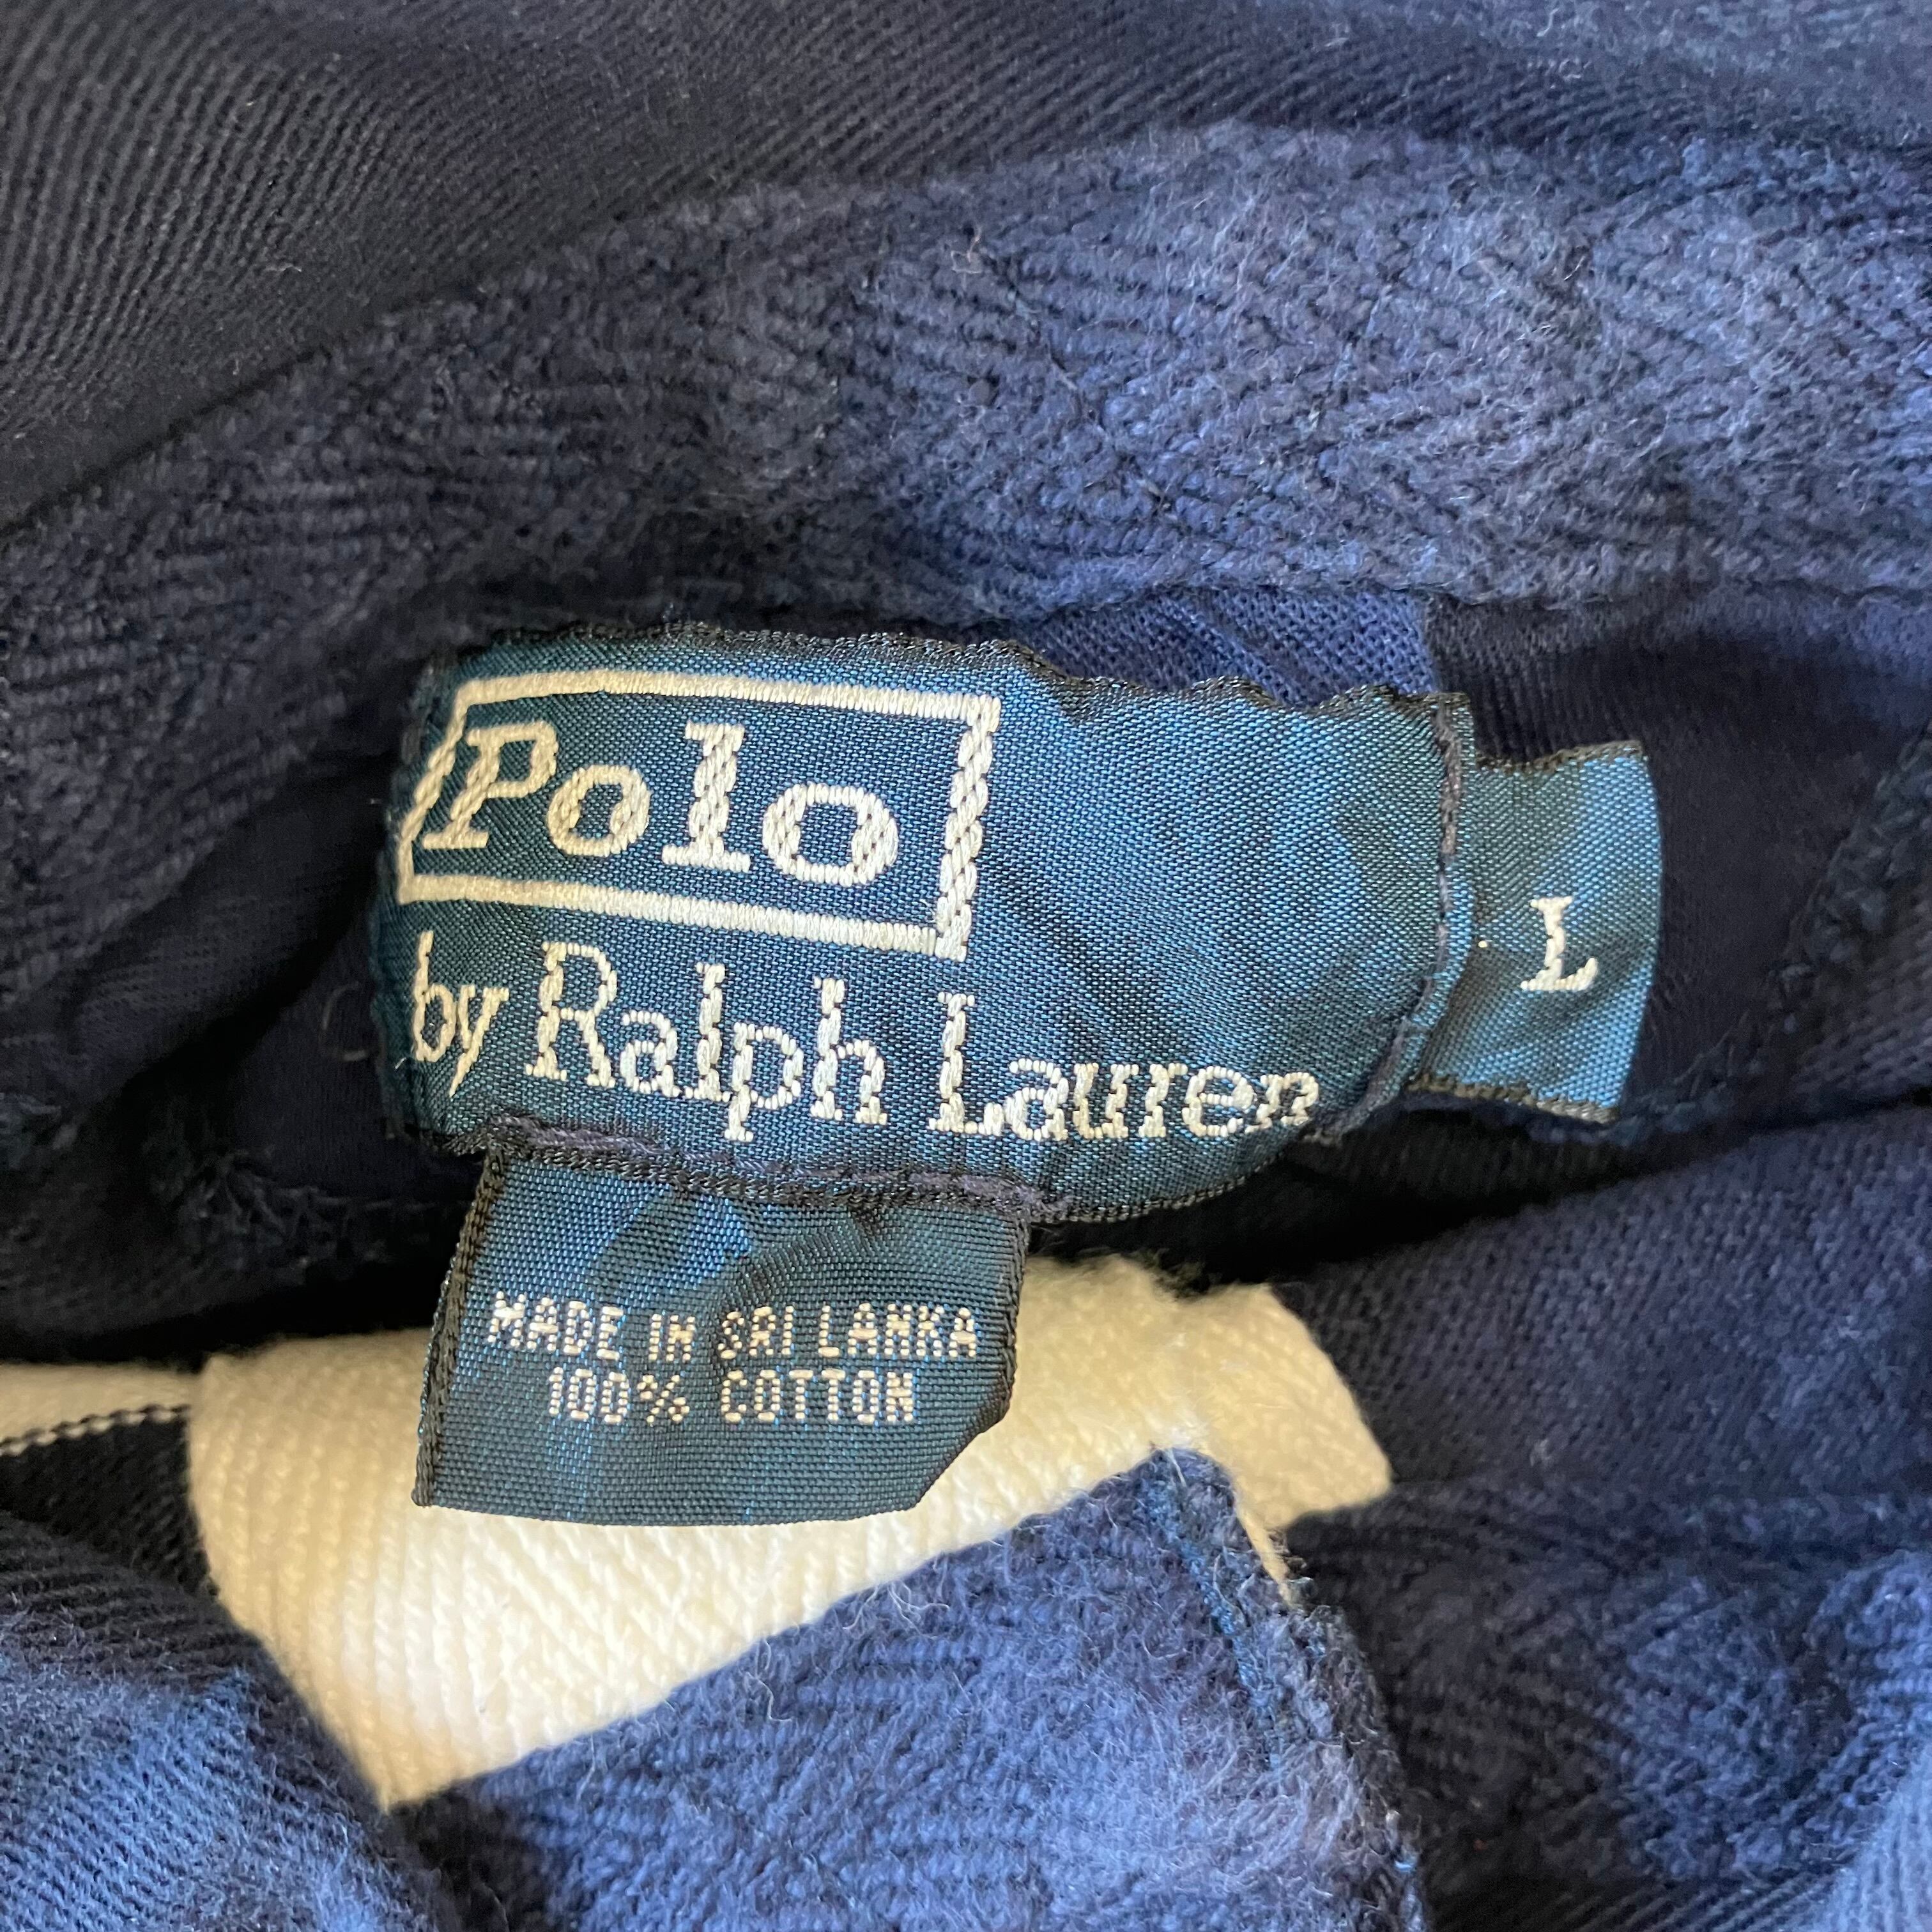 Polo
by Ralph Lauren
L
MADE IN SRI LANKA
100% COTTON